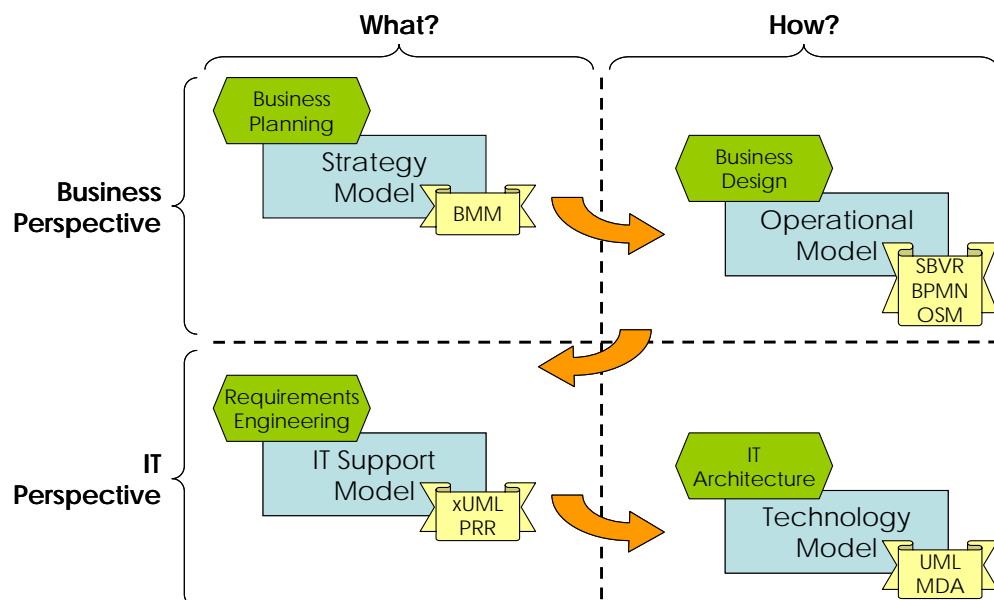 What?
How?
Business
Perspective
Business
Planning
Strategy
Model
BMM
Business
Design
Operational
Model
SBVR
BPMN
OSM
IT
Perspective
Requirements
Engineering
IT Support
Model
xUML
PRR
IT
Architecture
Technology
Model
UML
MDA